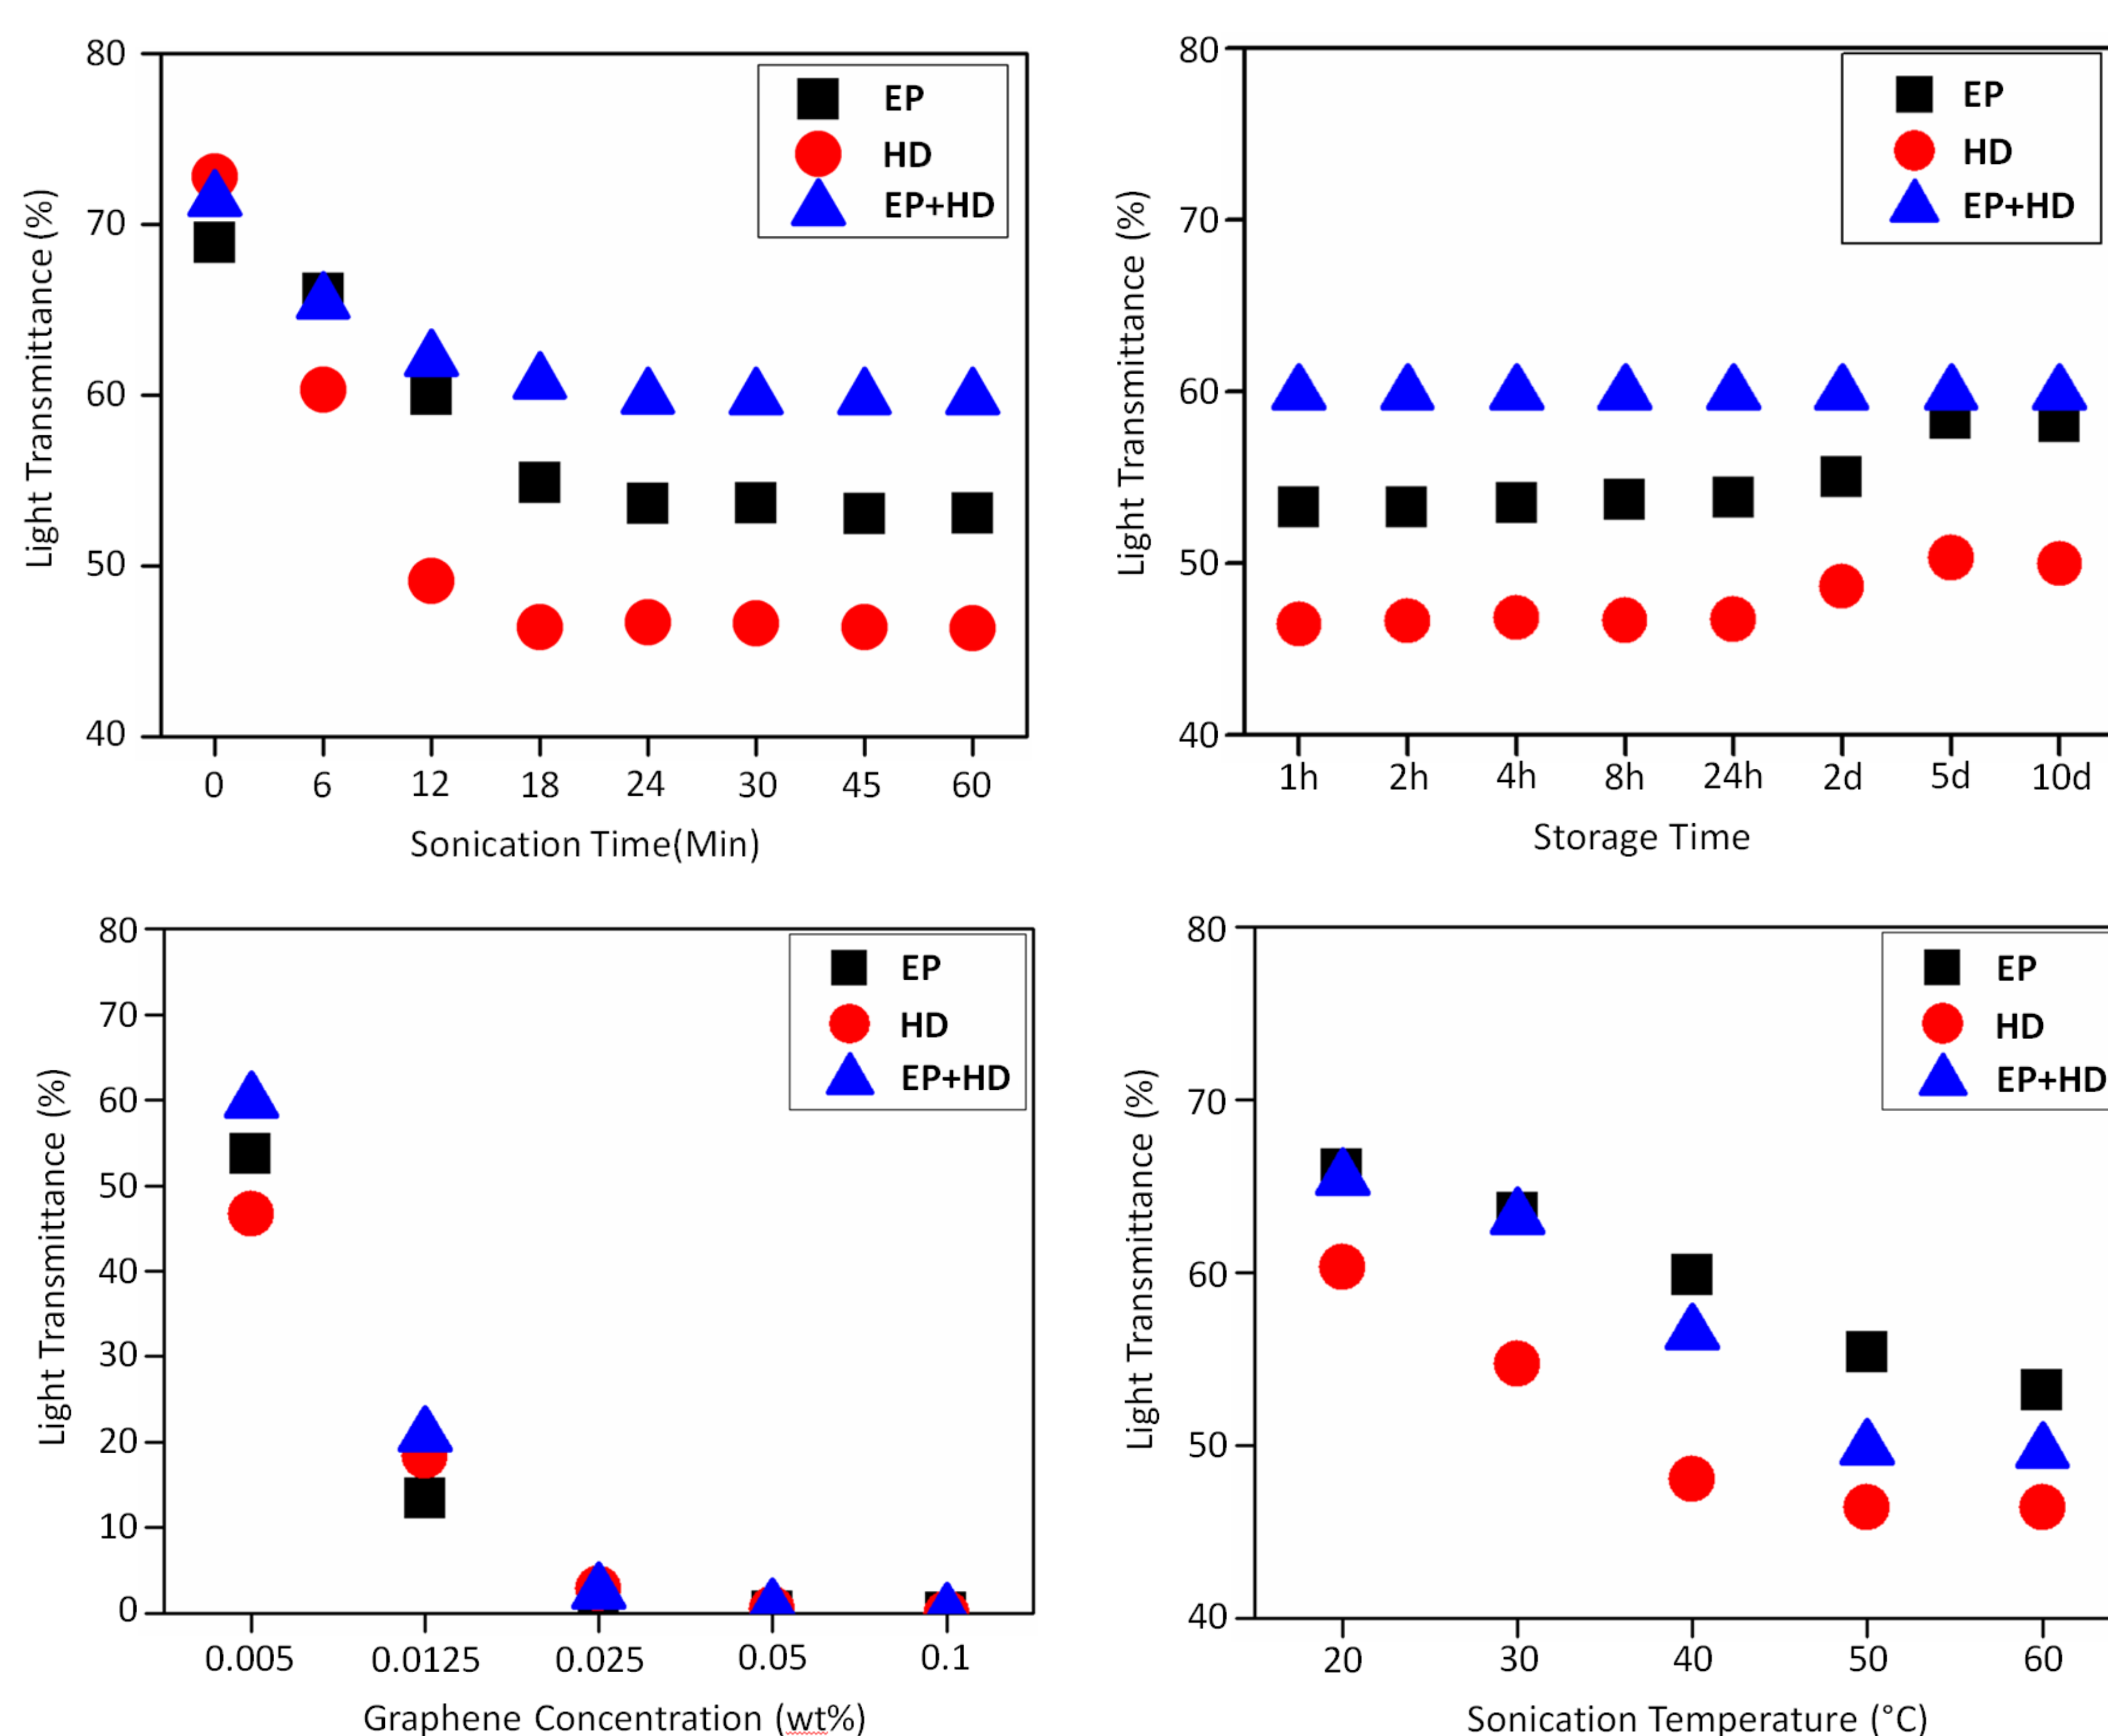 80
70
60
50
40
Light Transmittance (%)
EP
HD
EP+HD
0 6 12 18 24 30 45 60
Sonication Time(Min)
80
70
60
50
40
Light Transmittance (%)
EP
HD
EP+HD
1h 2h 4h 8h 24h 2d 5d 10d
Storage Time
80
70
60
50
40
30
20
10
0
Light Transmittance (%)
EP
HD
EP+HD
0.005 0.0125 0.025 0.05 0.1
Graphene Concentration (wt%)
80
70
60
50
40
Light Transmittance (%)
EP
HD
EP+HD
20 30 40 50 60
Sonication Temperature (°C)